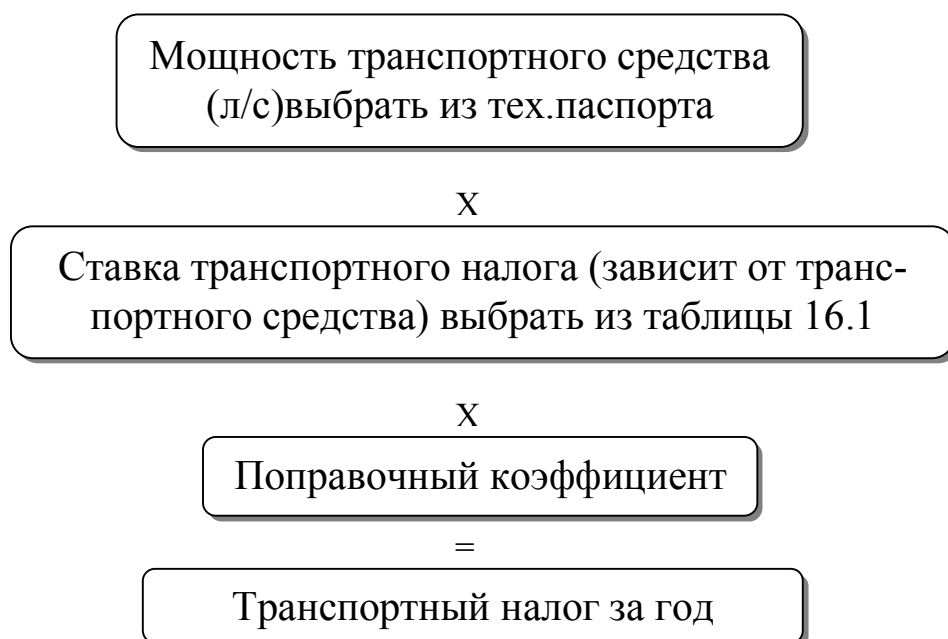 Мощность транспортного средства
(л/с)выбрать из тех.паспорта
X
Ставка транспортного налога (зависит от транс-
портного средства) выбрать из таблицы 16.1
X
Поправочный коэффициент
=
Транспортный налог за год